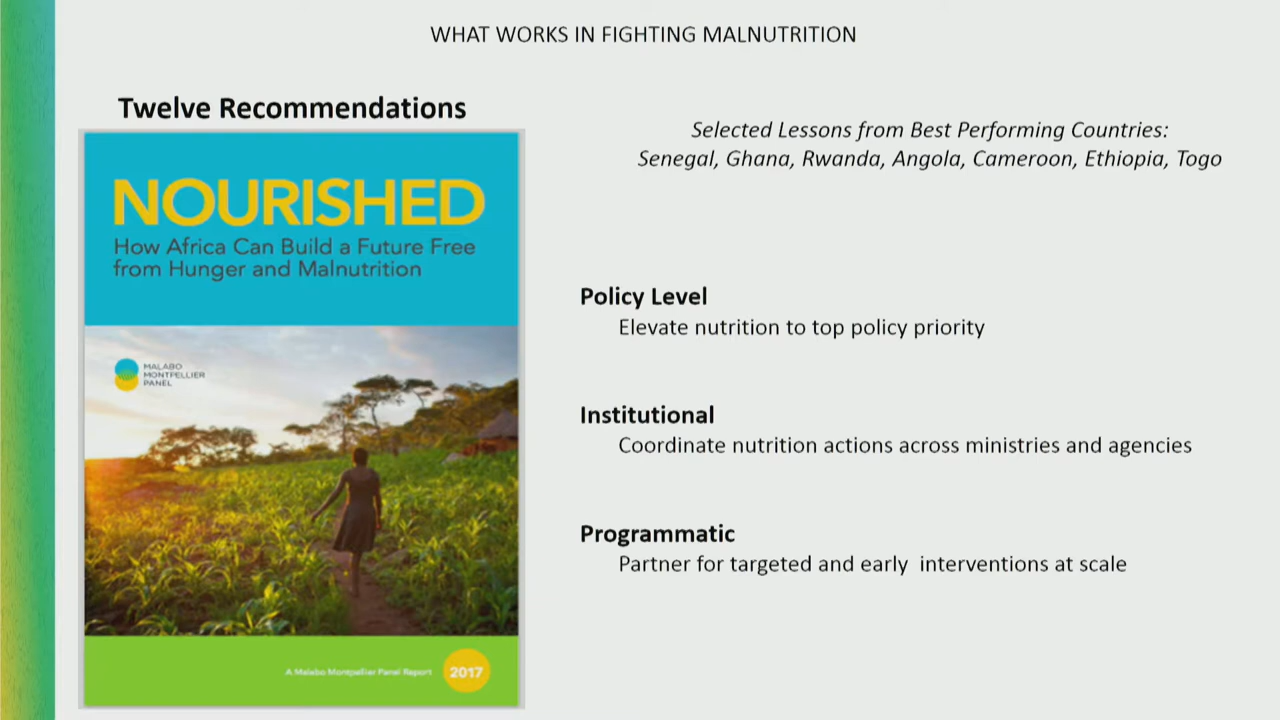 WHAT WORKS IN FIGHTING MALNUTRITION
Twelve Recommendations
NOURISHED
How Africa Can Build a Future Free
from Hunger and Malnutrition
MALABO
MONTPELLIER
PANEL
A Malabo Montpellier Panel Report
2017
Selected Lessons from Best Performing Countries:
Senegal, Ghana, Rwanda, Angola, Cameroon, Ethiopia, Togo
Policy Level
Elevate nutrition to top policy priority
Institutional
Coordinate nutrition actions across ministries and agencies
Programmatic
Partner for targeted and early interventions at scale